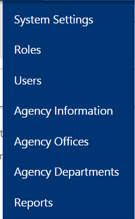 System Settings
Roles
Users
Agency Information
Agency Offices
Agency Departments
Reports